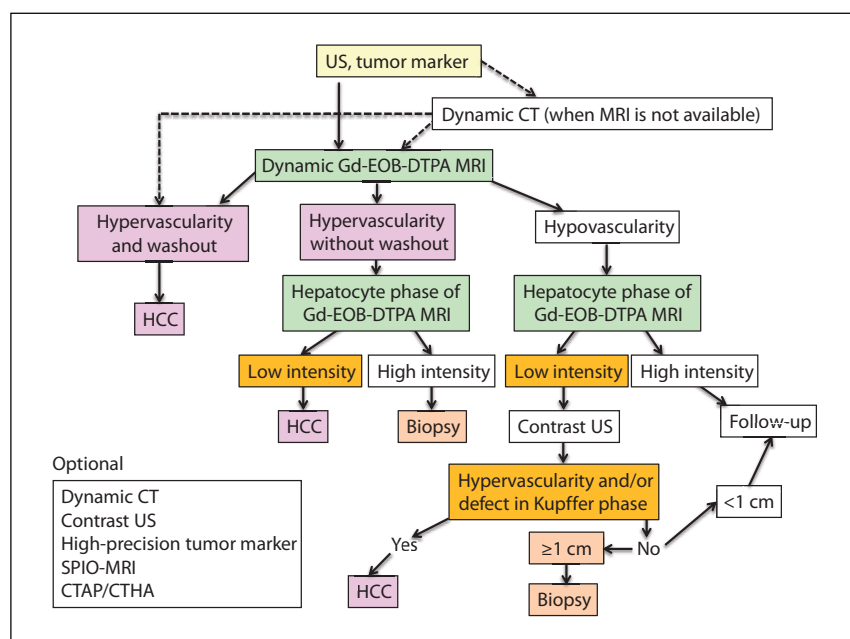 US, tumor marker
Dynamic CT (when MRI is not available)
Dynamic Gd-EOB-DTPA MRI
Hypervascularity
and washout
Hypervascularity
without washout
Hypovascularity
HCC
Hepatocyte phase of
Gd-EOB-DTPA MRI
Hepatocyte phase of
Gd-EOB-DTPA MRI
Low intensity
High intensity
Low intensity
High intensity
HCC
Biopsy
Contrast US
Follow-up
Hypervascularity and/or
defect in Kupffer phase
<1 cm
Yes
≥1 cm
No
HCC
Biopsy
Optional
Dynamic CT
Contrast US
High-precision tumor marker
SPIO-MRI
CTAP/CTHA